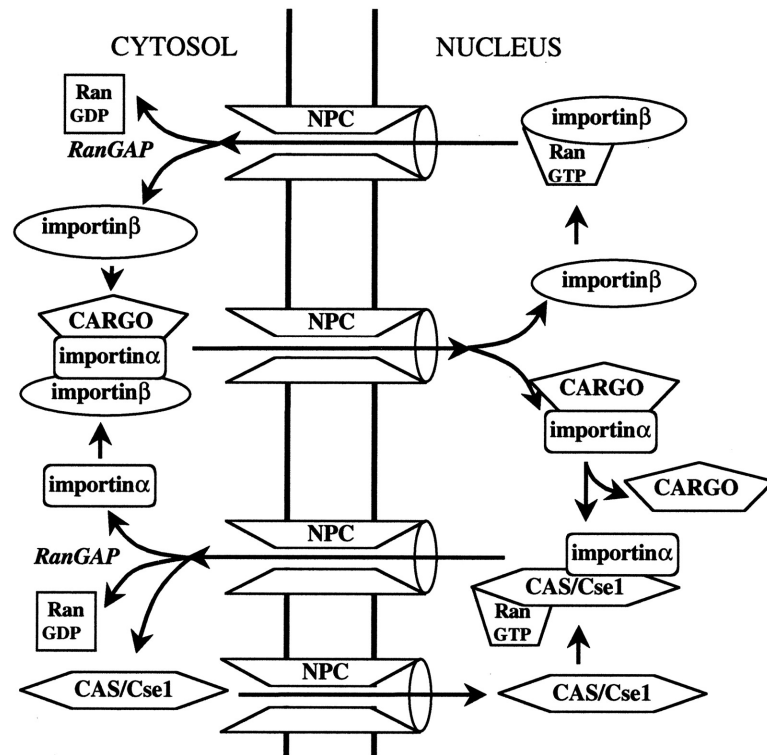 CYTOSOL
NUCLEUS
Ran
GDP
RanGAP
NPC
importinβ
Ran
GTP
importinβ
importinβ
CARGO
importinα
importinβ
NPC
CARGO
importinα
CARGO
importinα
RanGAP
NPC
importinα
CAS/Cse1
Ran
GTP
Ran
GDP
CAS/Cse1
NPC
CAS/Cse1